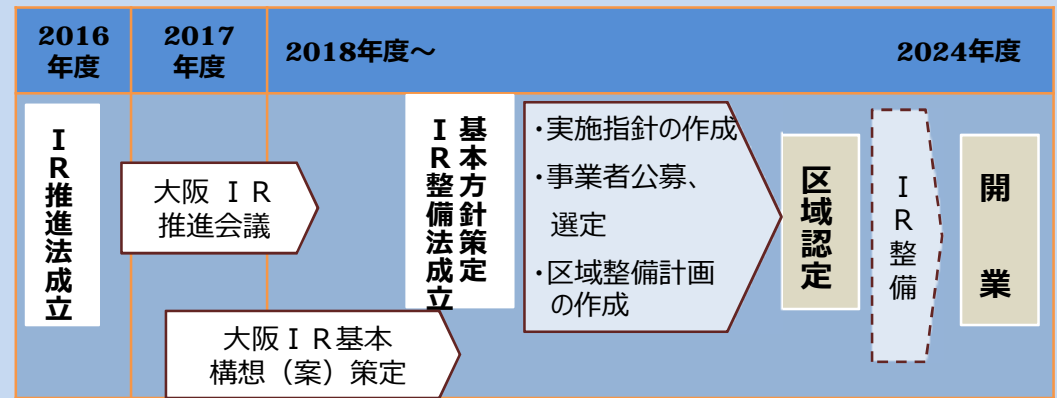 2016
年度
2017
年度
2018年度～
2024年度
ＩＲ推進法成立
大阪 ＩＲ
推進会議
大阪ＩＲ基本
構想（案）策定
基本方針策定
ＩＲ整備法成立
・実施指針の作成
・事業者公募、
選定
・区域整備計画
の作成
区域認定
ＩＲ整備
開業